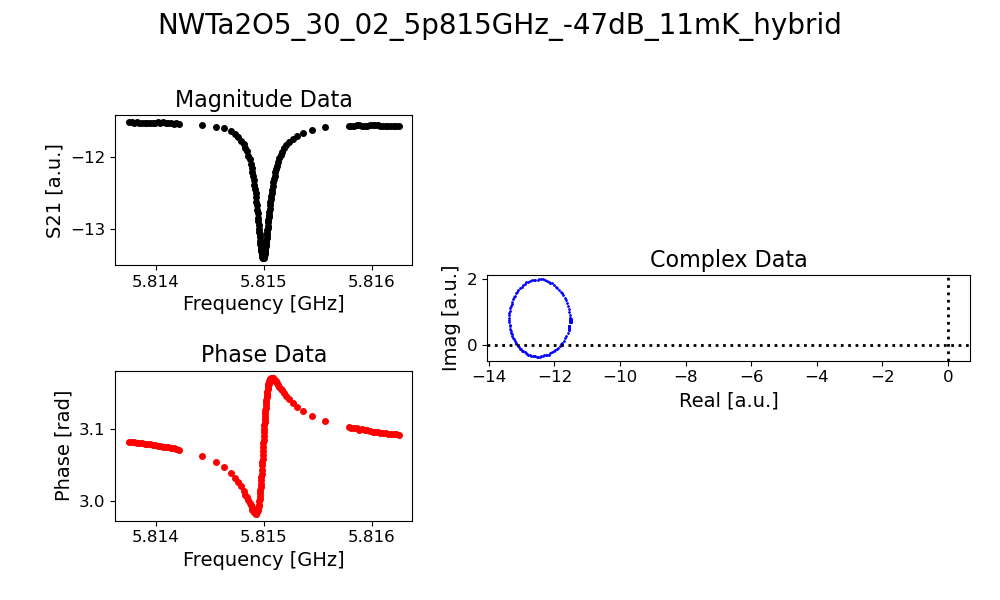 NWTa2O5_30_02_5p815GHz_-47dB_11mK_hybrid
Magnitude Data
S21 [a.u.]
−12
−13
5.814 5.815 5.816
Frequency [GHz]
Phase Data
Phase [rad]
3.1
3.0
5.814 5.815 5.816
Frequency [GHz]
Complex Data
Imag [a.u.]
2
0
−14 −12 −10 −8 −6 −4 −2 0
Real [a.u.]